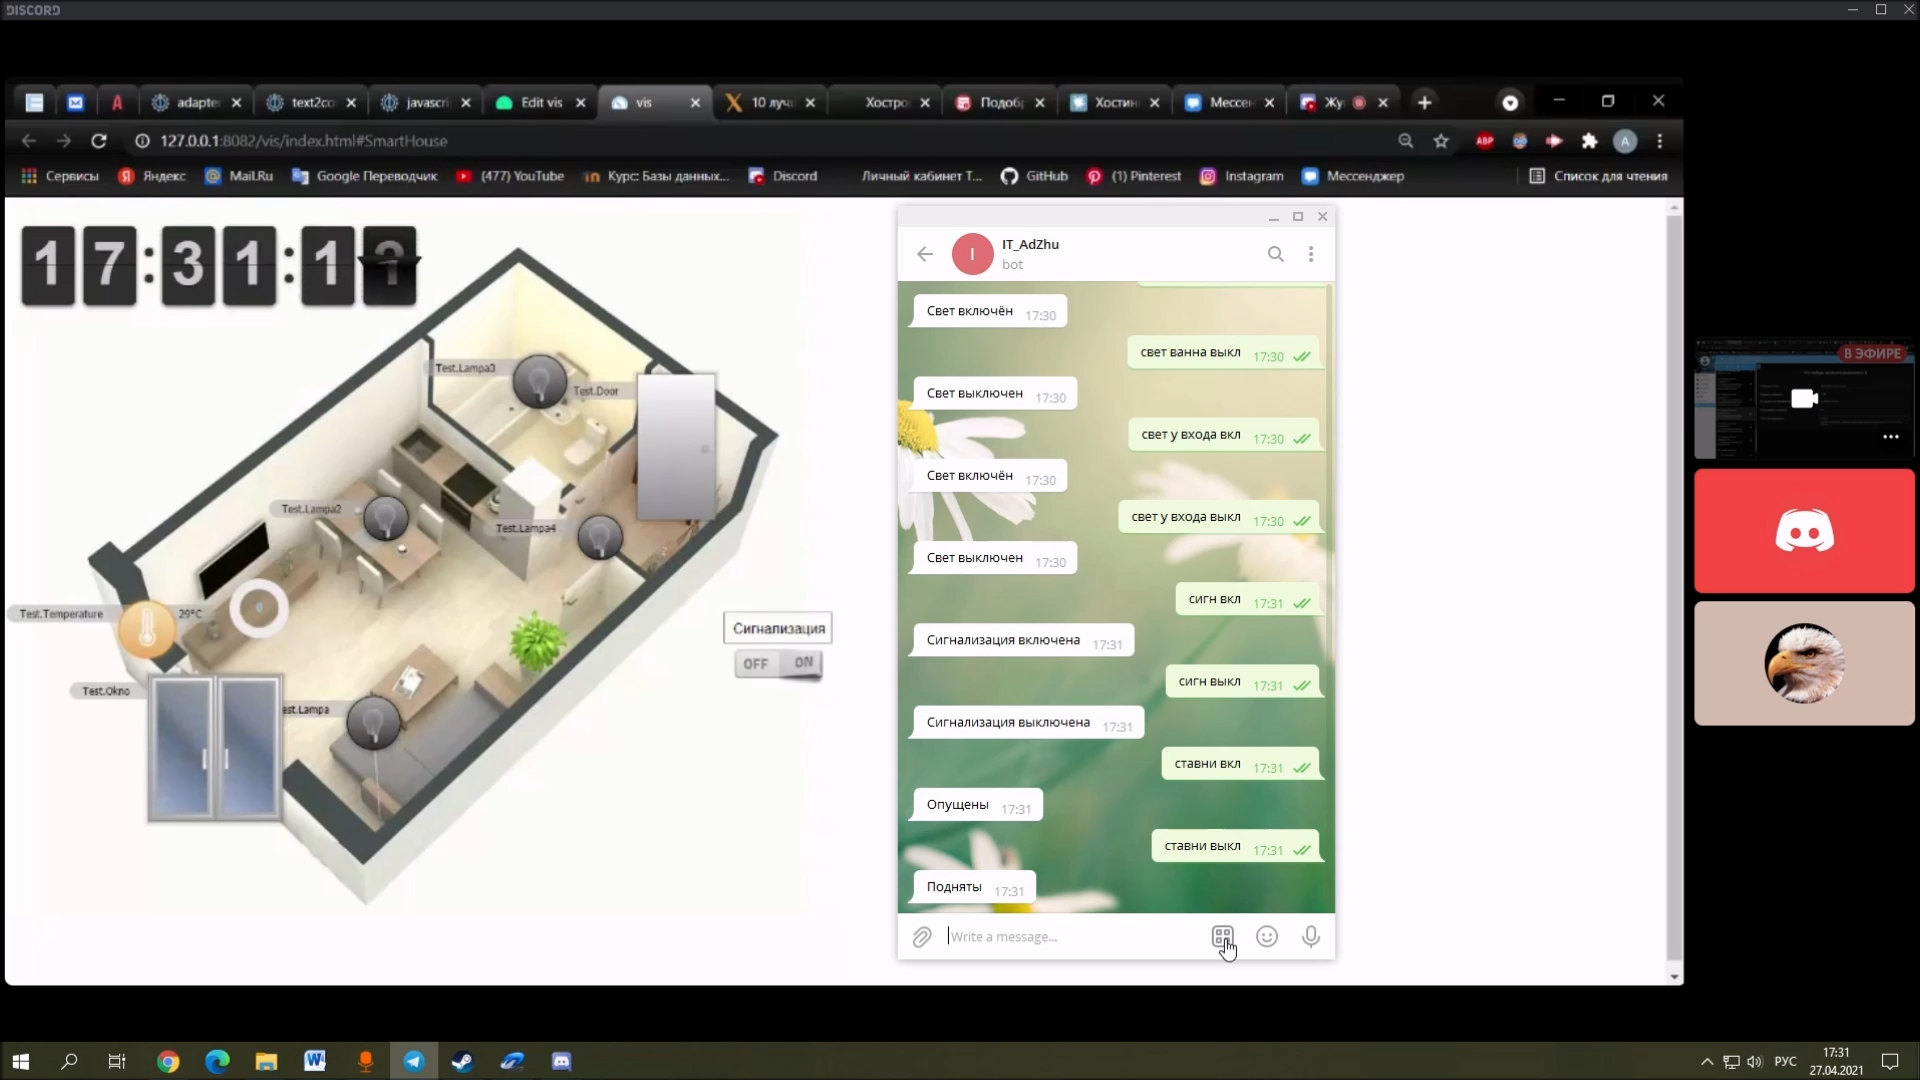 DISCORD
adapte
text2co
javascri
Edit vis
vis
10 луч
Хостро
Подоб
Хостин
Мессен
Жу
127.0.0.1:8082/vis/index.html#SmartHouse
ABP
A
Сервисы
Яндекс
Mail.Ru
Google Переводчик
(477) YouTube
Курс: Базы данных...
Discord
Личный кабинет Т...
GitHub
(1) Pinterest
Instagram
Мессенджер
Список для чтения
17:31:1
Test.Lampa3
Test.Door
Test.Lampa2
Test.Lampa4
Test.Temperature
29°C
Test.Okno
est.Lampa
Сигнализация
OFF ON
I
IT_AdZhu
bot
Свет включён 17:30
свет ванна выкл 17:30
Свет выключен 17:30
свет у входа вкл 17:30
Свет включён 17:30
свет у входа выкл 17:30
Свет выключен 17:30
сигн вкл 17:31
Сигнализация включена 17:31
сигн выкл 17:31
Сигнализация выключена 17:31
ставни вкл 17:31
Опущены 17:31
ставни выкл 17:31
Подняты 17:31
Write a message...
В ЭФИРЕ
РУС
17:31
27.04.2021